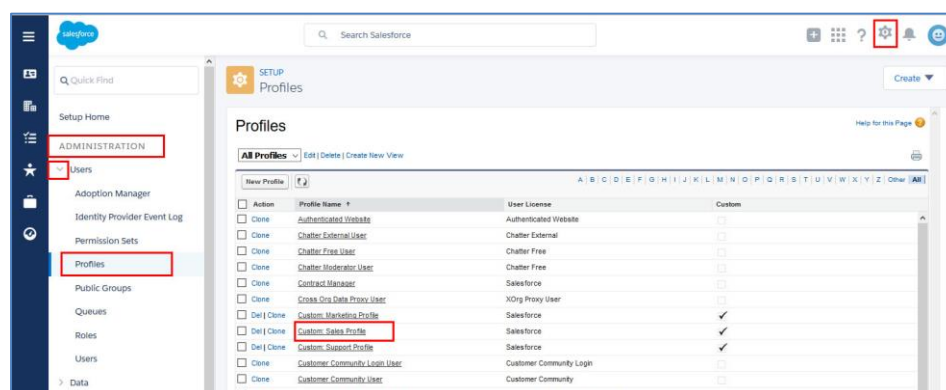 salesforce
Search Salesforce
?
Quick Find
SETUP
Profiles
Create
Setup Home
ADMINISTRATION
Users
Adoption Manager
Identity Provider Event Log
Permission Sets
Profiles
Public Groups
Queues
Roles
Users
Data
Profiles
Help for this Page
All Profiles Edit | Delete | Create New View
New Profile A | B | C | D | E | F | G | H | I | J | K | L | M | N | O | P | Q | R | S | T | U | V | W | X | Y | Z | Other | All
Action Profile Name User License Custom
Clone Authenticated Website Authenticated Website
Clone Chatter External User Chatter External
Clone Chatter Free User Chatter Free
Clone Chatter Moderator User Chatter Free
Clone Contract Manager Salesforce
Clone Cross Org Data Proxy User XOrg Proxy User
Del | Clone Custom: Marketing Profile Salesforce ✓
Del | Clone Custom: Sales Profile Salesforce ✓
Del | Clone Custom: Support Profile Salesforce ✓
Clone Customer Community Login User Customer Community Login
Clone Customer Community User Customer Community